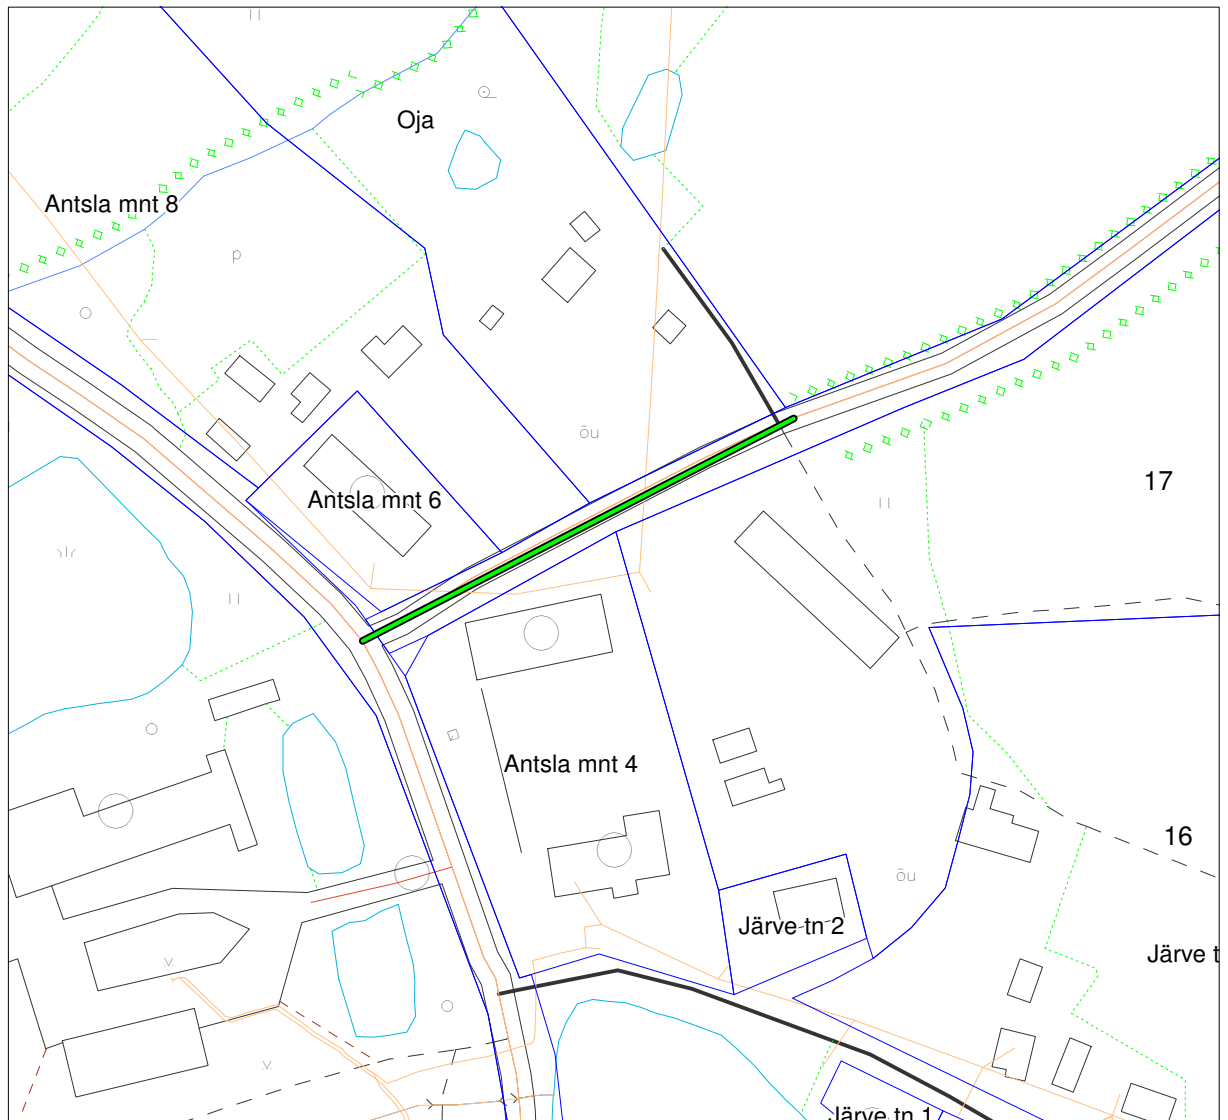 Oja
Antsla mnt 8
p
õu
17
Antsla mnt 6
Antsla mnt 4
16
õu
Järve tn 2
Järve t
Järve tn 1